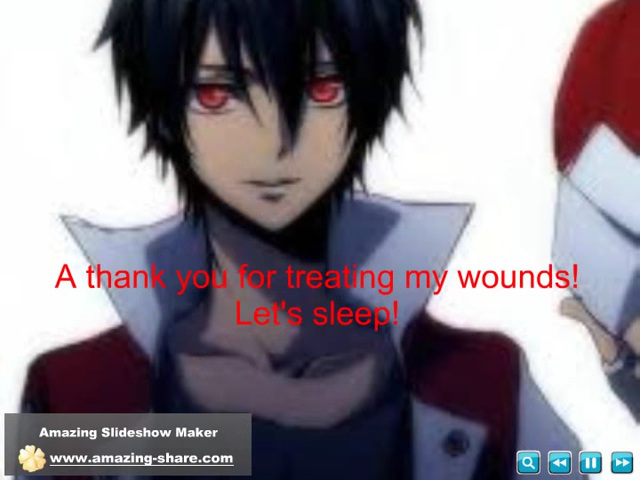 A thank you for treating my wounds!
Let's sleep!
Amazing Slideshow Maker
www.amazing-share.com